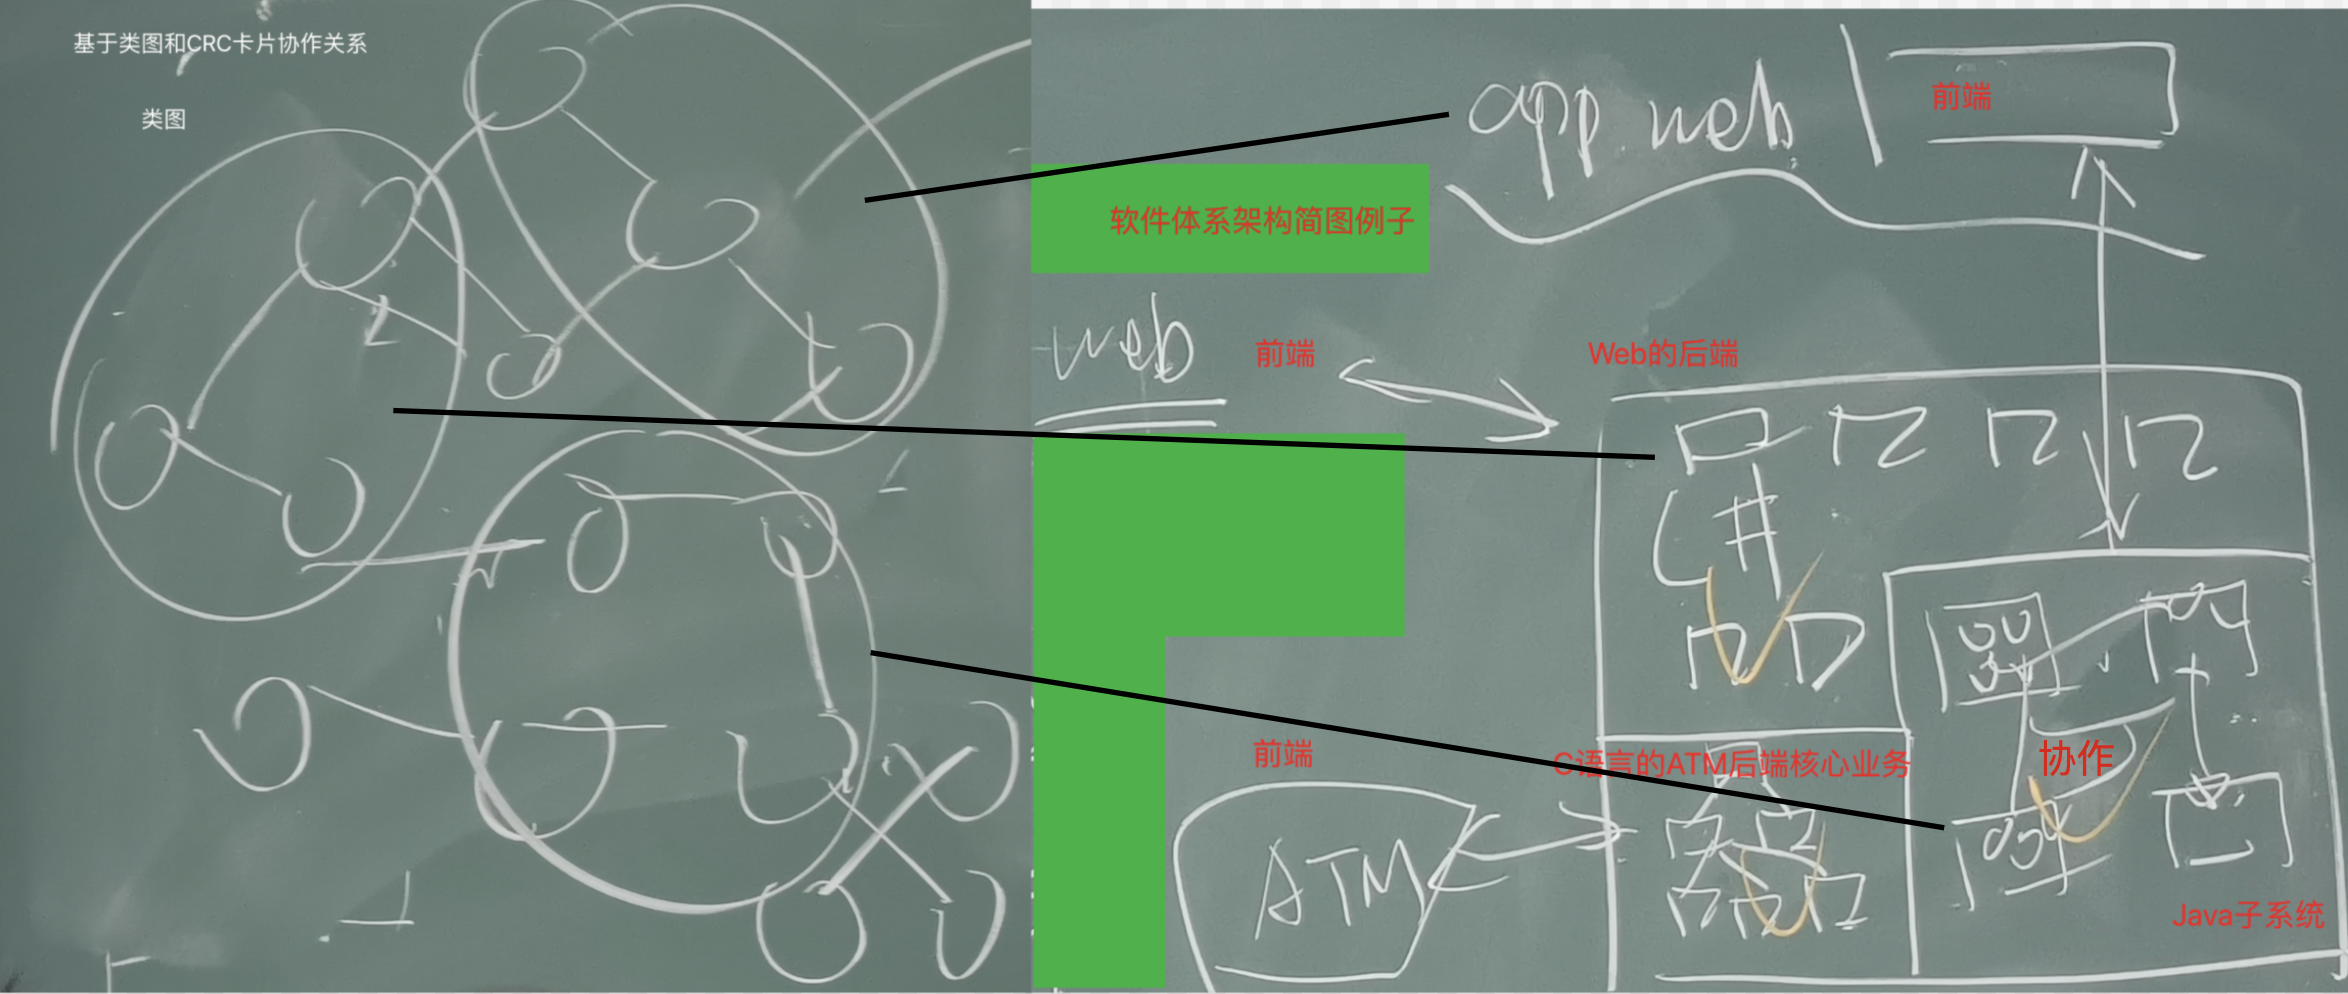 基于类图和CRC卡片协作关系
类图
app web
前端
软件体系架构简图例子
web
前端
Web的后端
C#
前端
C语言的ATM后端核心业务
协作
ATM
Java子系统